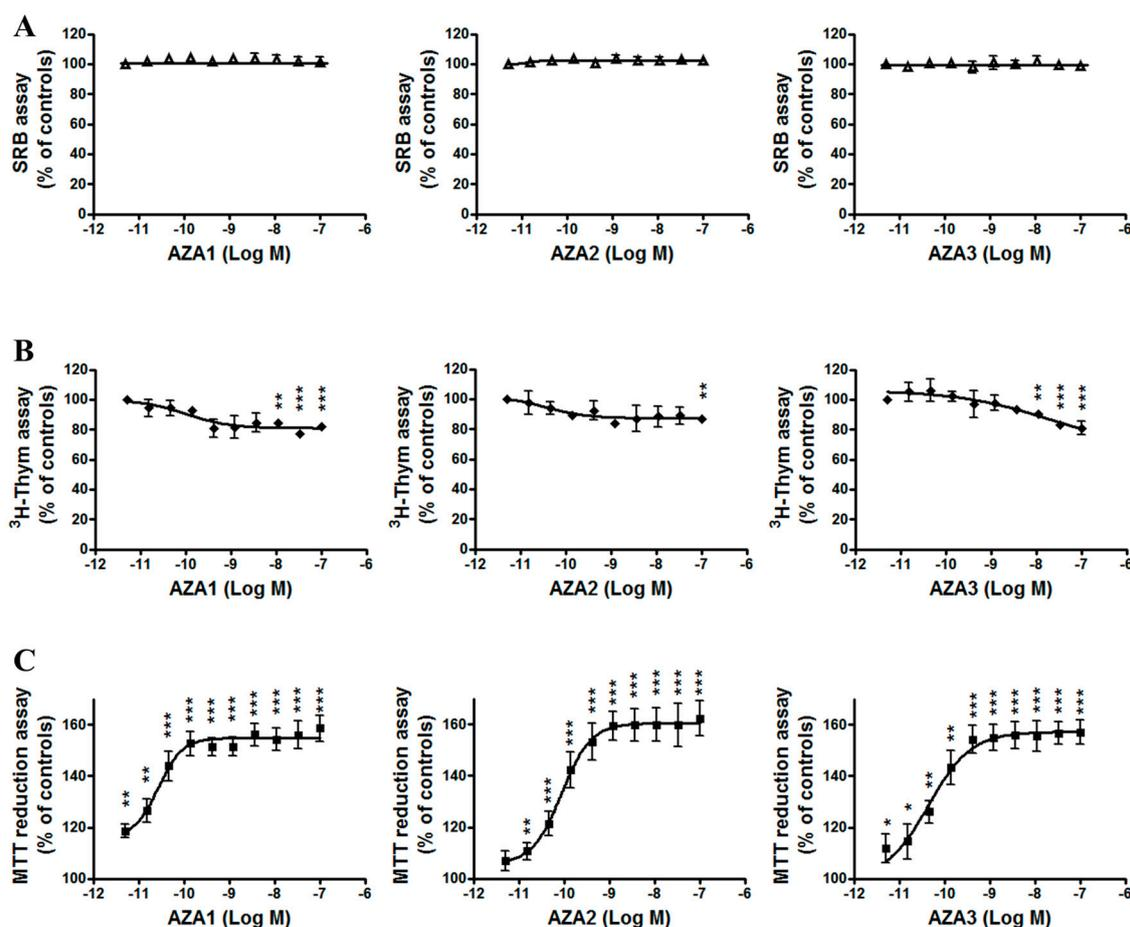 A
SRB assay
(% of controls)
120
100
80
60
40
20
0
-12 -11 -10 -9 -8 -7 -6
AZA1 (Log M)
SRB assay
(% of controls)
120
100
80
60
40
20
0
-12 -11 -10 -9 -8 -7 -6
AZA2 (Log M)
SRB assay
(% of controls)
120
100
80
60
40
20
0
-12 -11 -10 -9 -8 -7 -6
AZA3 (Log M)
B
³H-Thym assay
(% of controls)
120
100
80
60
40
20
0
** *** ***
-12 -11 -10 -9 -8 -7 -6
AZA1 (Log M)
³H-Thym assay
(% of controls)
120
100
80
60
40
20
0
**
-12 -11 -10 -9 -8 -7 -6
AZA2 (Log M)
³H-Thym assay
(% of controls)
120
100
80
60
40
20
0
** *** ***
-12 -11 -10 -9 -8 -7 -6
AZA3 (Log M)
C
MTT reduction assay
(% of controls)
160
140
120
100
** ** *** *** *** *** *** *** *** ***
-12 -11 -10 -9 -8 -7 -6
AZA1 (Log M)
MTT reduction assay
(% of controls)
160
140
120
100
** *** *** *** *** *** *** *** ***
-12 -11 -10 -9 -8 -7 -6
AZA2 (Log M)
MTT reduction assay
(% of controls)
160
140
120
100
* * ** ** *** *** *** *** *** ***
-12 -11 -10 -9 -8 -7 -6
AZA3 (Log M)